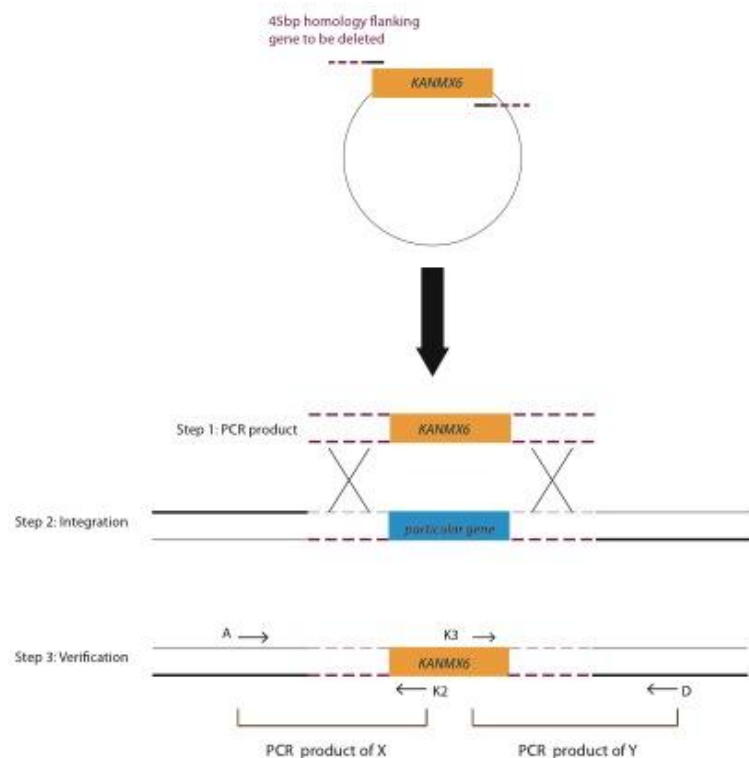 45bp homology flanking
gene to be deleted
KANMX6
Step 1: PCR product
KANMX6
Step 2: Integration
particular gene
A
K3
Step 3: Verification
KANMX6
K2
D
PCR product of X
PCR product of Y